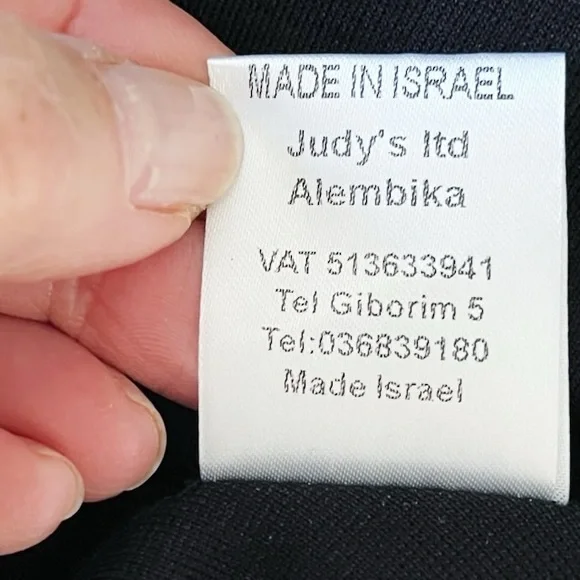 MADE IN ISRAEL
Judy's ltd
Alembika
VAT 513633941
Tel Giborim 5
Tel:036839180
Made Israel